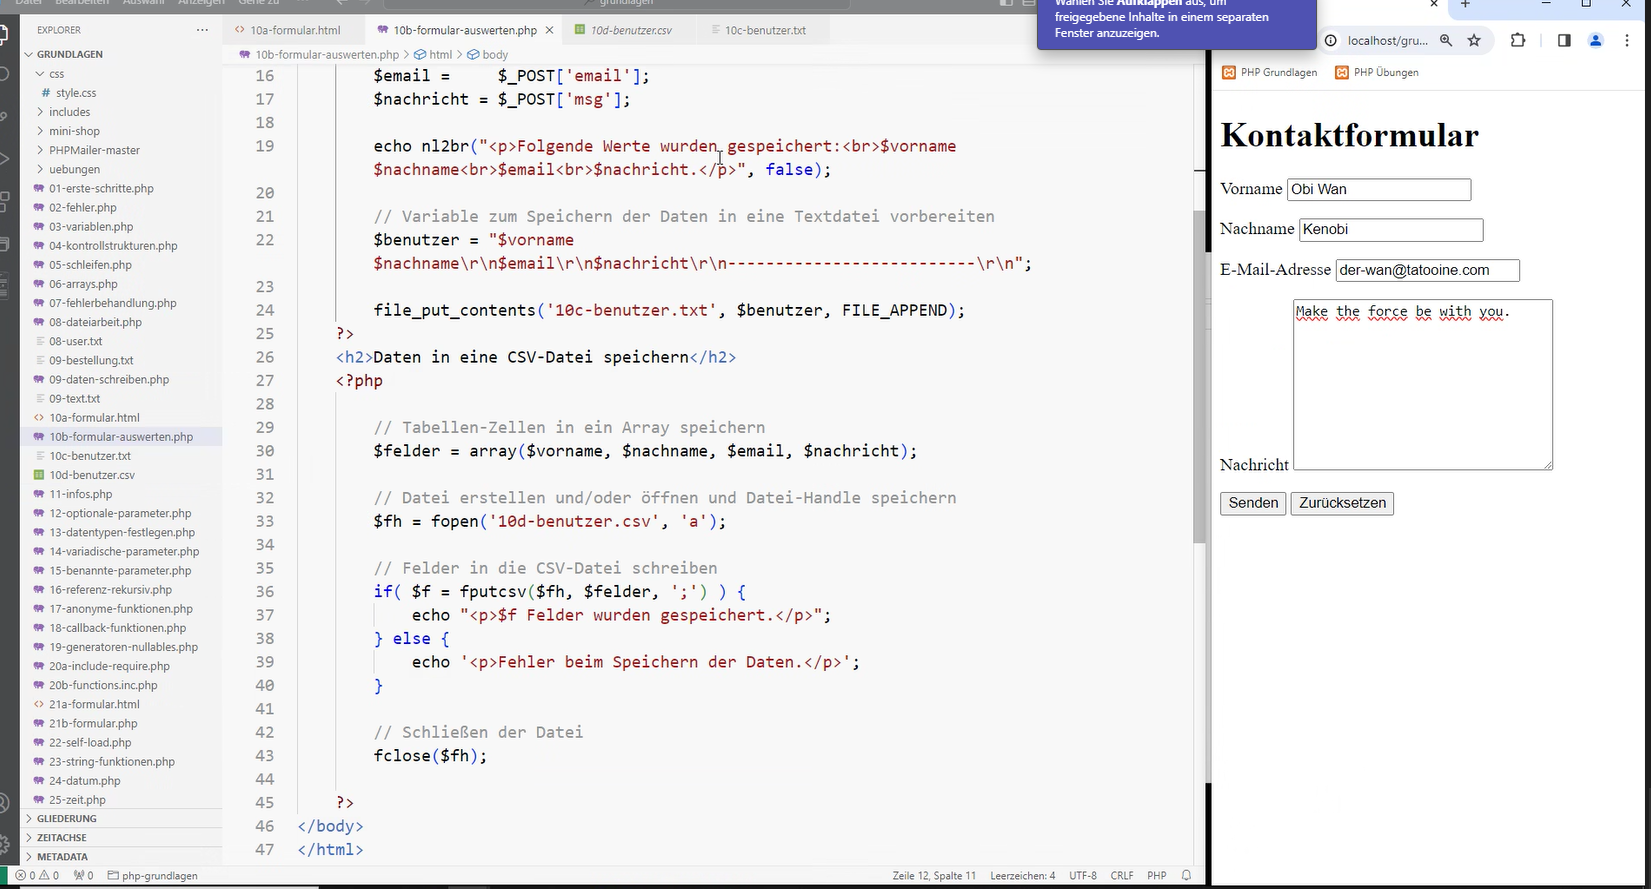 Datei Bearbeiten Auswahl Anzeigen Gehe zu ... grundlagen
Wählen Sie Aufklappen aus, um
freigegebene Inhalte in einem separaten
Fenster anzuzeigen.
EXPLORER
GRUNDLAGEN
css
# style.css
includes
mini-shop
PHPMailer-master
uebungen
01-erste-schritte.php
02-fehler.php
03-variablen.php
04-kontrollstrukturen.php
05-schleifen.php
06-arrays.php
07-fehlerbehandlung.php
08-dateiarbeit.php
08-user.txt
09-bestellung.txt
09-daten-schreiben.php
09-text.txt
10a-formular.html
10b-formular-auswerten.php
10c-benutzer.txt
10d-benutzer.csv
11-infos.php
12-optionale-parameter.php
13-datentypen-festlegen.php
14-variadische-parameter.php
15-benannte-parameter.php
16-referenz-rekursiv.php
17-anonyme-funktionen.php
18-callback-funktionen.php
19-generatoren-nullables.php
20a-include-require.php
20b-functions.inc.php
21a-formular.html
21b-formular.php
22-self-load.php
23-string-funktionen.php
24-datum.php
25-zeit.php
GLIEDERUNG
ZEITACHSE
METADATA
10a-formular.html 10b-formular-auswerten.php 10d-benutzer.csv 10c-benutzer.txt
10b-formular-auswerten.php > html > body
16 $email = $_POST['email'];
17 $nachricht = $_POST['msg'];
18
19 echo nl2br("<p>Folgende Werte wurden gespeichert:<br>$vorname
$nachname<br>$email<br>$nachricht.</p>", false);
20
21 // Variable zum Speichern der Daten in eine Textdatei vorbereiten
22 $benutzer = "$vorname
$nachname\r\n$email\r\n$nachricht\r\n--------------------------\r\n";
23
24 file_put_contents('10c-benutzer.txt', $benutzer, FILE_APPEND);
25 ?>
26 <h2>Daten in eine CSV-Datei speichern</h2>
27 <?php
28
29 // Tabellen-Zellen in ein Array speichern
30 $felder = array($vorname, $nachname, $email, $nachricht);
31
32 // Datei erstellen und/oder öffnen und Datei-Handle speichern
33 $fh = fopen('10d-benutzer.csv', 'a');
34
35 // Felder in die CSV-Datei schreiben
36 if( $f = fputcsv($fh, $felder, ';') ) {
37 echo "<p>$f Felder wurden gespeichert.</p>";
38 } else {
39 echo '<p>Fehler beim Speichern der Daten.</p>';
40 }
41
42 // Schließen der Datei
43 fclose($fh);
44
45 ?>
46 </body>
47 </html>
0 0 0 php-grundlagen Zeile 12, Spalte 11 Leerzeichen: 4 UTF-8 CRLF PHP
localhost/gru...
PHP Grundlagen PHP Übungen
Kontaktformular
Vorname Obi Wan
Nachname Kenobi
E-Mail-Adresse der-wan@tatooine.com
Make the force be with you.
Nachricht
Senden Zurücksetzen